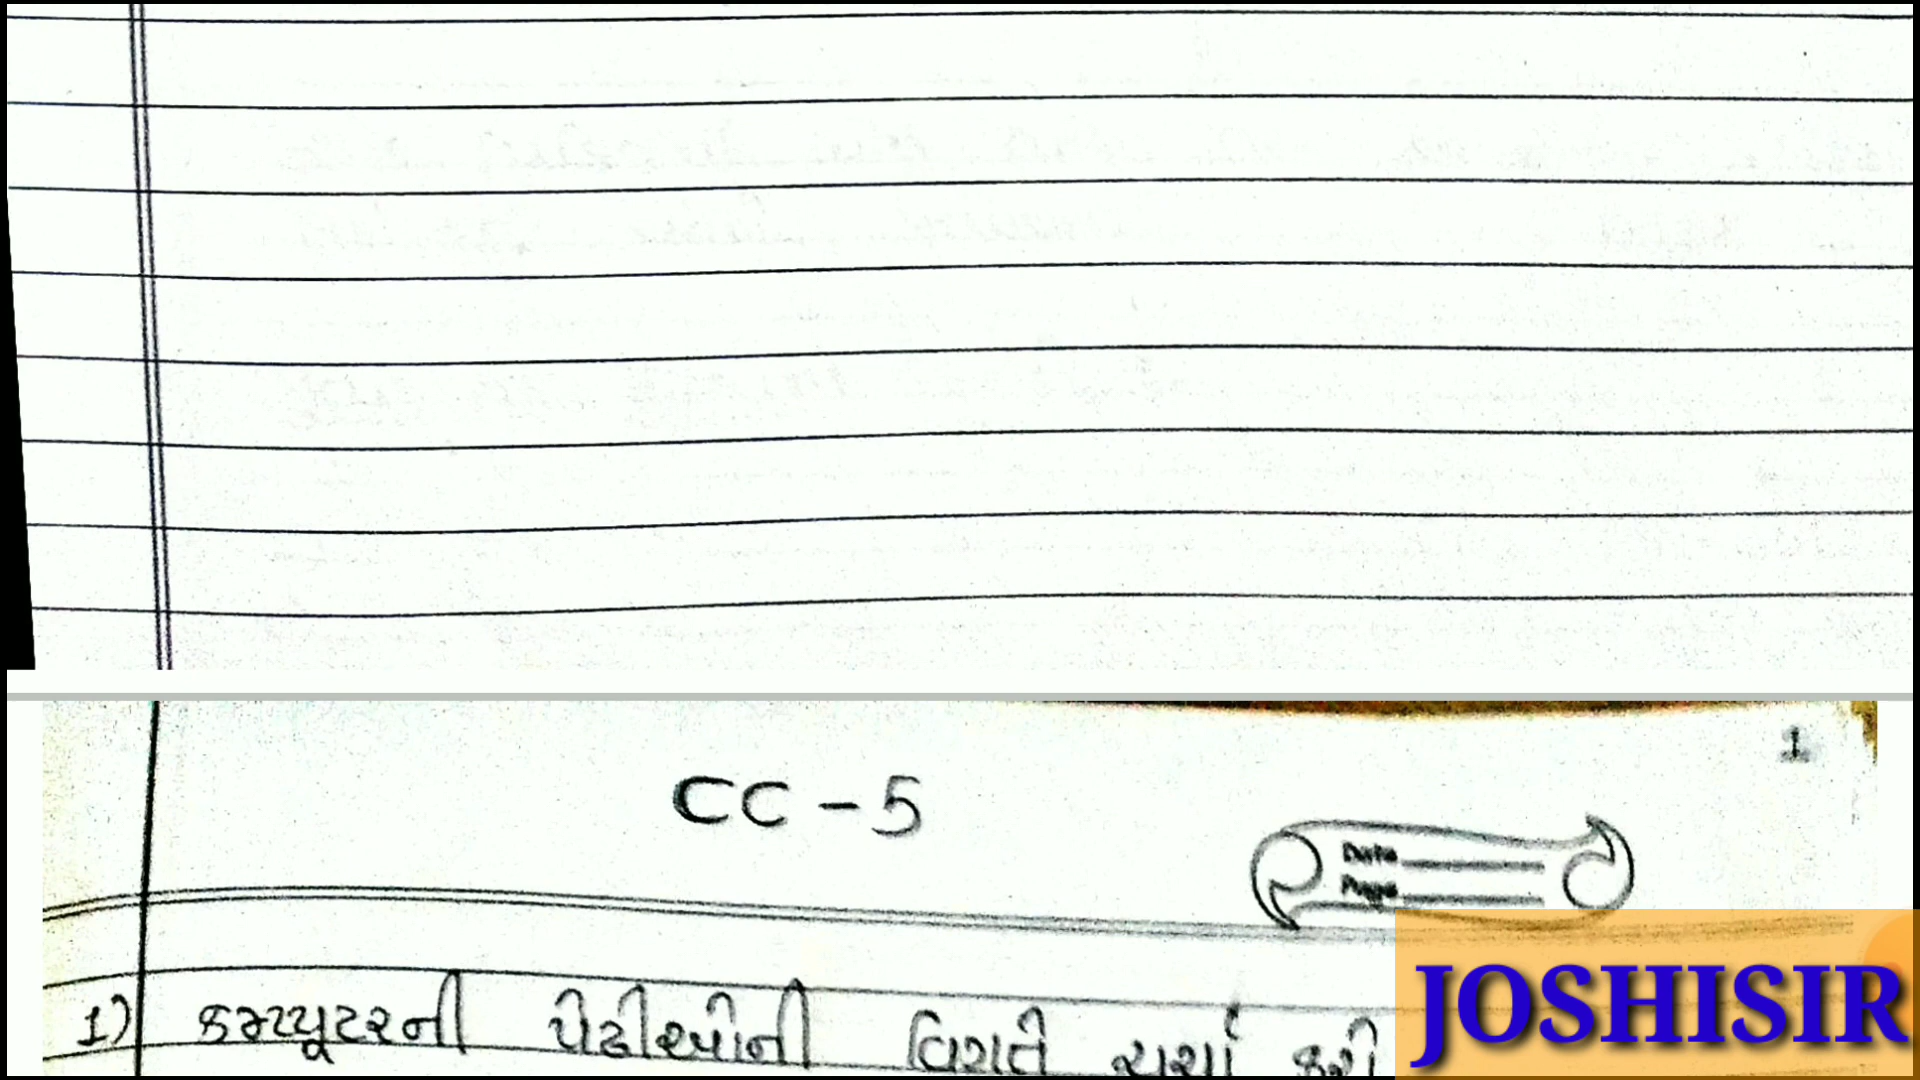 1
CC - 5
Date
Page
1) કમ્પ્યૂટરની પેઢીઓની વિગતે ચર્ચા કરો
JOSHISIR